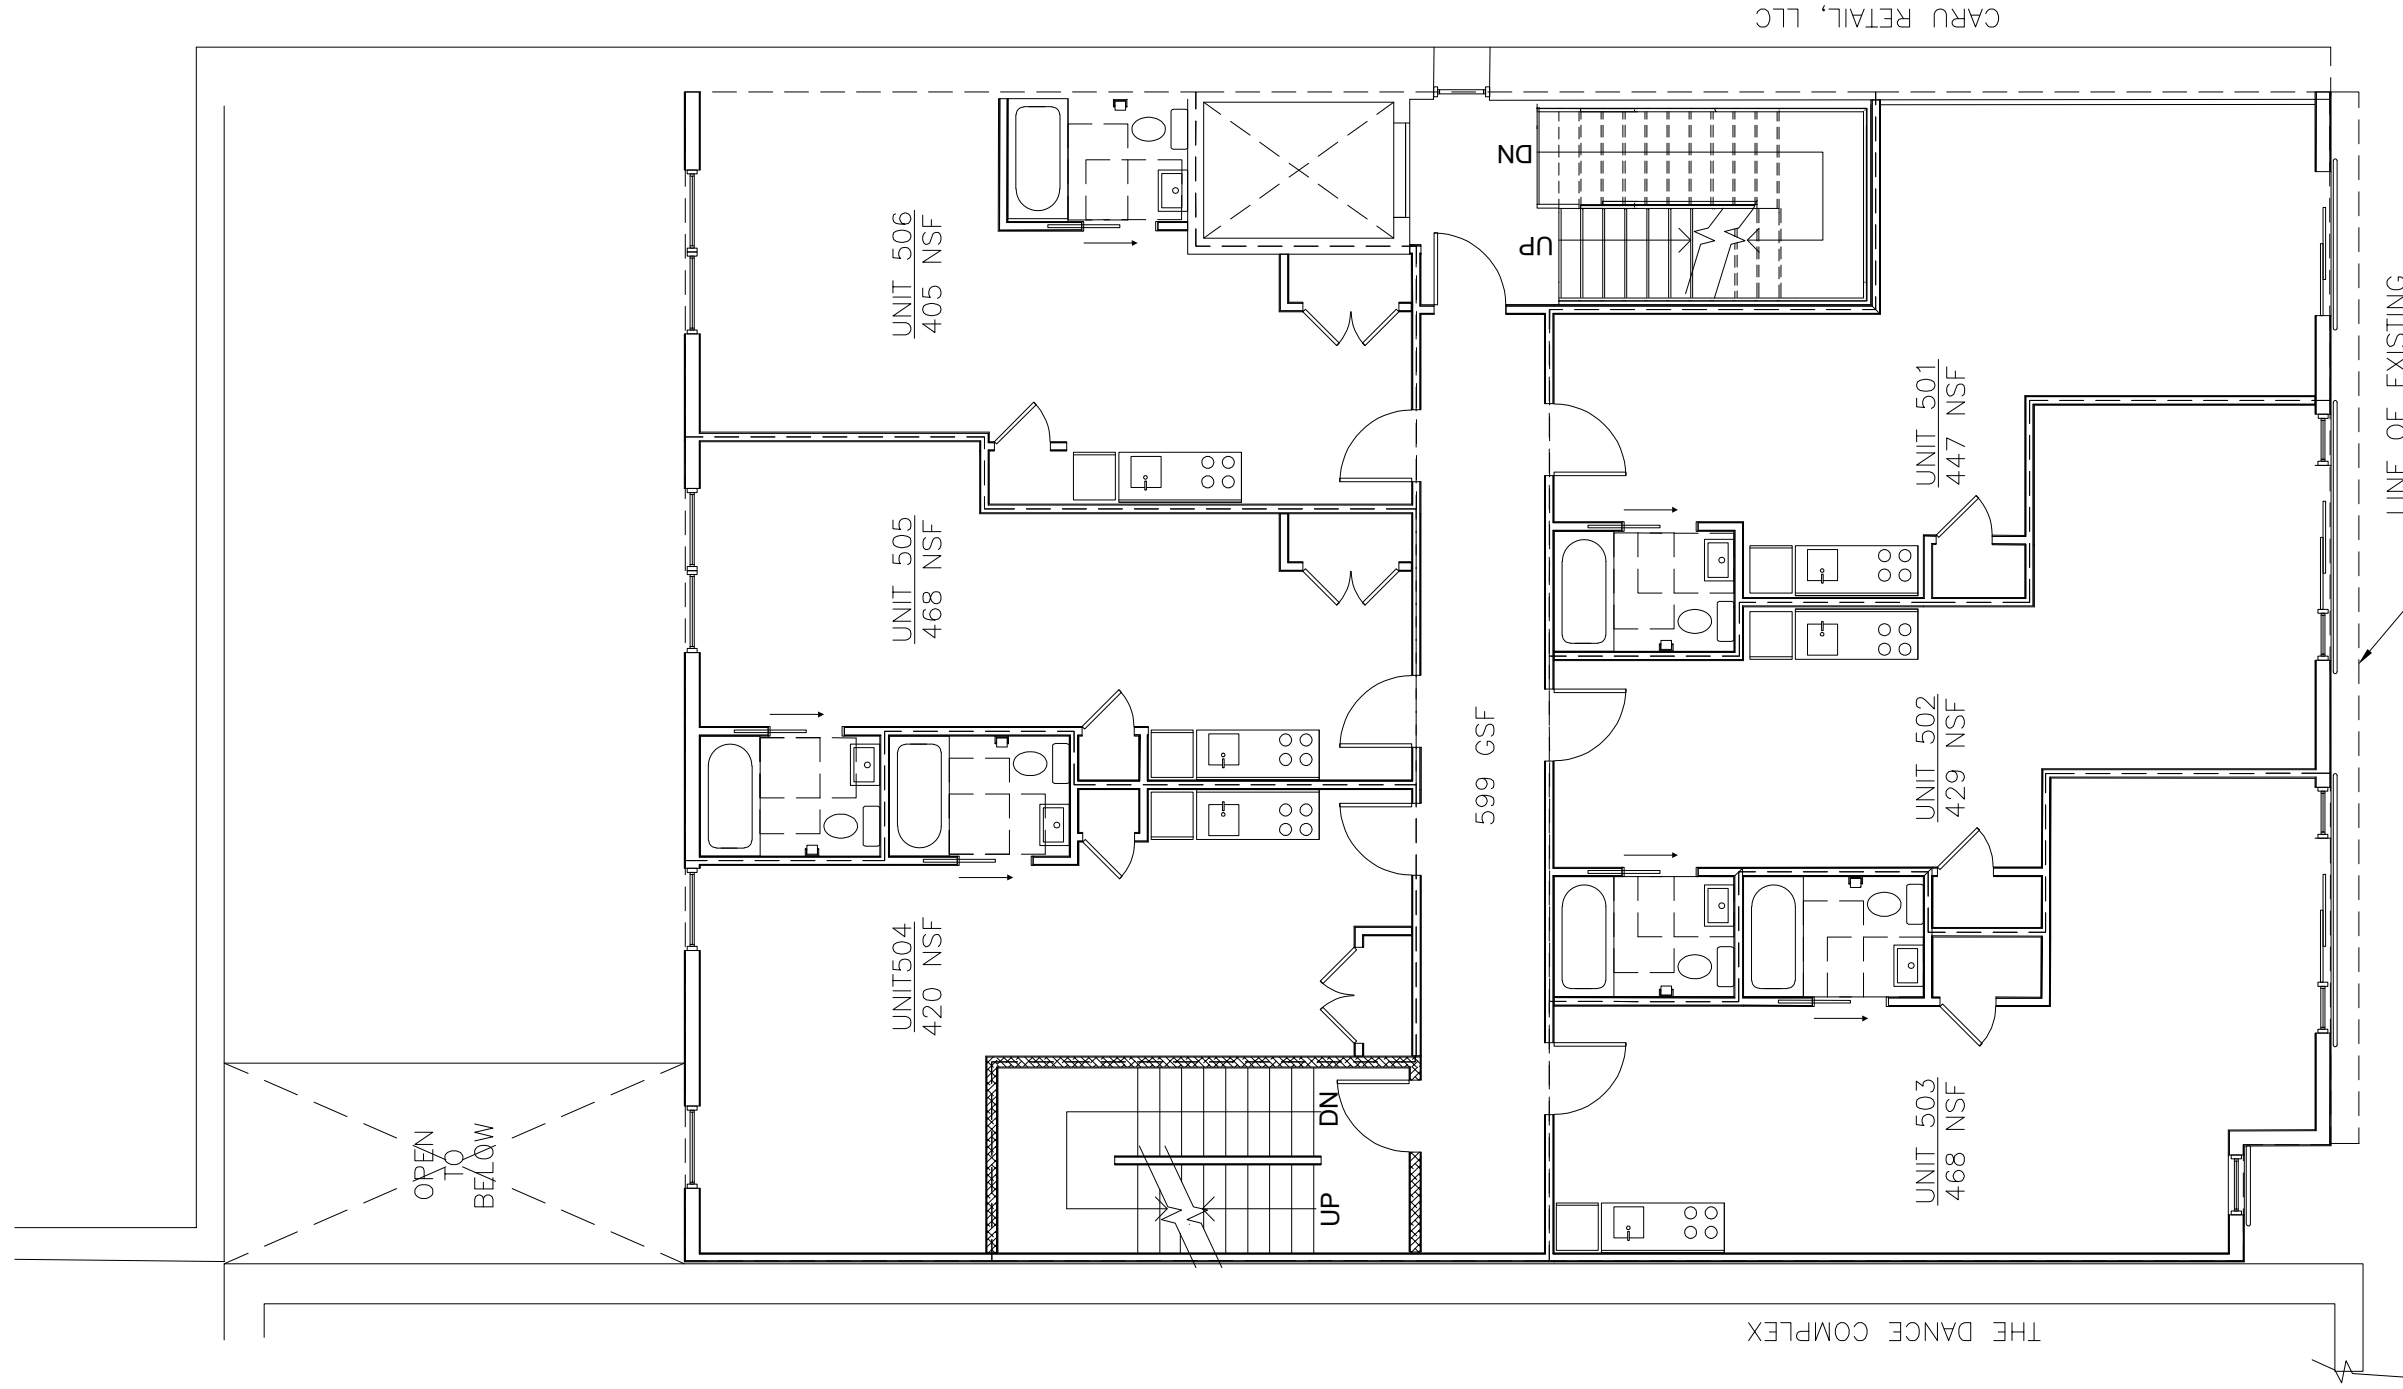 CARU RETAIL, LLC
DN
UP
UNIT 506
405 NSF
UNIT 501
447 NSF
LINE OF EXISTING
UNIT 505
468 NSF
599 GSF
UNIT 502
429 NSF
UNIT504
420 NSF
UNIT 503
468 NSF
DN
UP
OPEN
TO
BELOW
THE DANCE COMPLEX